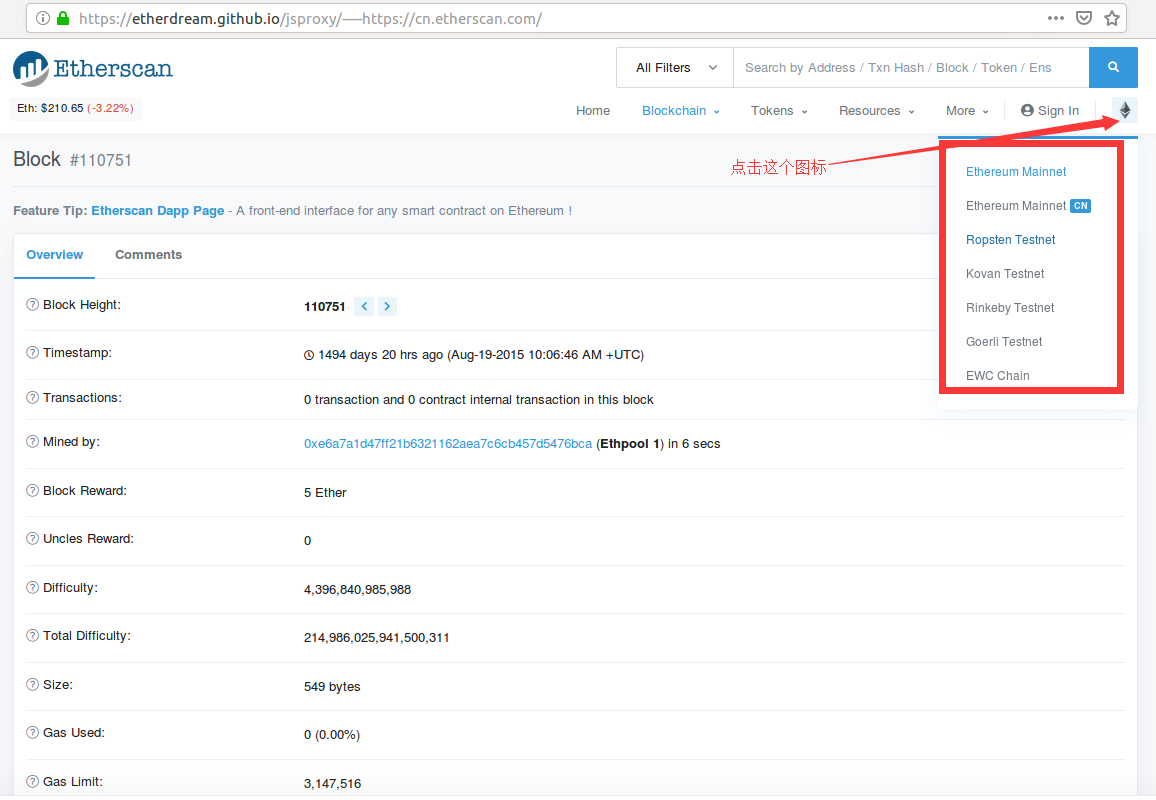 https://etherdream.github.io/jsproxy/-----https://cn.etherscan.com/
Etherscan
All Filters
Search by Address / Txn Hash / Block / Token / Ens
Eth: $210.65 (-3.22%)
Home Blockchain Tokens Resources More Sign In
Block #110751
点击这个图标
Feature Tip: Etherscan Dapp Page - A front-end interface for any smart contract on Ethereum !
Ethereum Mainnet
Ethereum Mainnet CN
Ropsten Testnet
Kovan Testnet
Rinkeby Testnet
Goerli Testnet
EWC Chain
Overview Comments
Block Height: 110751
Timestamp: 1494 days 20 hrs ago (Aug-19-2015 10:06:46 AM +UTC)
Transactions: 0 transaction and 0 contract internal transaction in this block
Mined by: 0xe6a7a1d47ff21b6321162aea7c6cb457d5476bca (Ethpool 1) in 6 secs
Block Reward: 5 Ether
Uncles Reward: 0
Difficulty: 4,396,840,985,988
Total Difficulty: 214,986,025,941,500,311
Size: 549 bytes
Gas Used: 0 (0.00%)
Gas Limit: 3,147,516